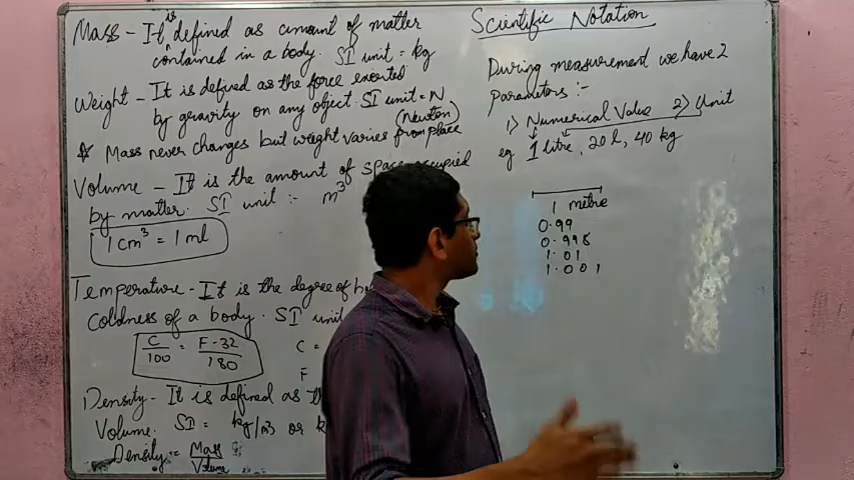 Mass - It is defined as amount of matter
contained in a body. SI unit = kg
Weight - It is defined as the force exerted
by gravity on any object. SI unit = N
(Newton)
☆ Mass never changes but weight varies from place
Volume - It is the amount of space occupied
by matter. SI unit :- m³
1 cm³ = 1 ml
Temperature - It is the degree of
coldness of a body. SI unit
C/100 = F-32/180
C =
F
Density - It is defined as
Volume. SI = kg/m³ or
Density = Mass/Volume
Scientific Notation
During measurement we have 2
Parameters :-
1) Numerical Value 2) Unit
eg 1 litre, 20 l, 40 kg
1 metre
0.99
0.998
1.01
1.001